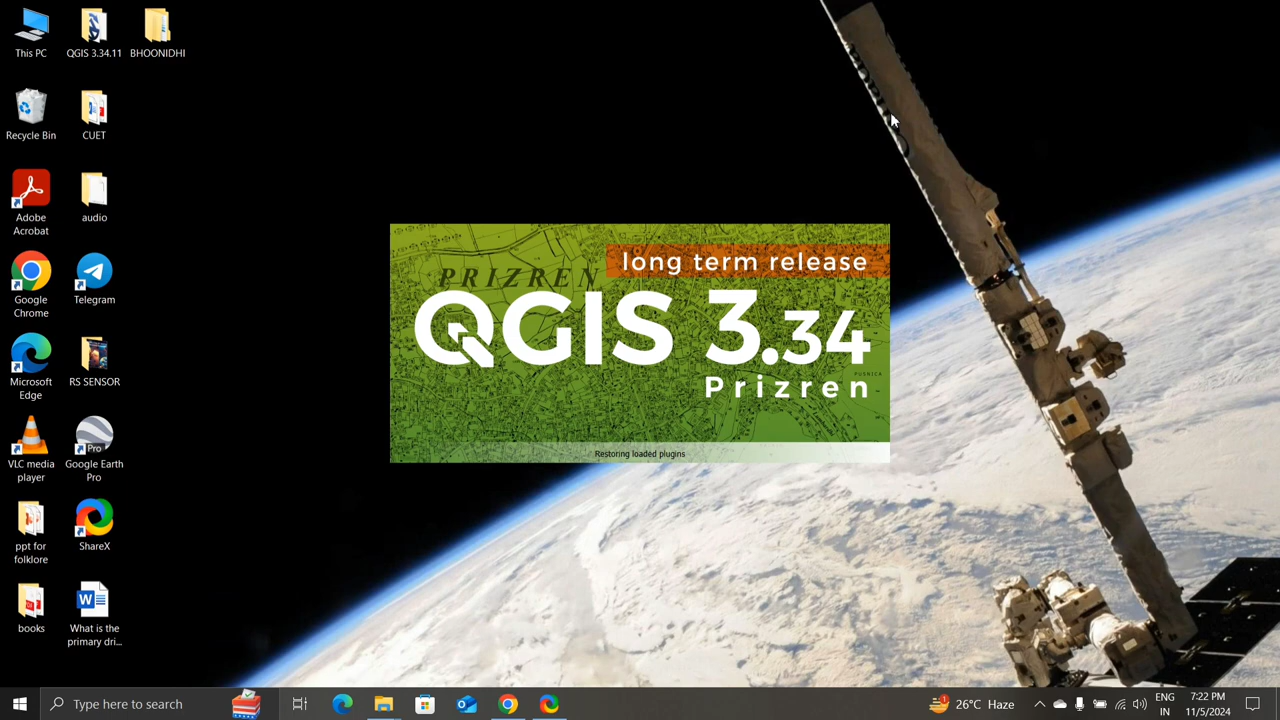 This PC
QGIS 3.34.11
BHOONIDHI
Recycle Bin
CUET
Adobe
Acrobat
audio
Google
Chrome
Telegram
Microsoft
Edge
RS SENSOR
VLC media
player
Pro
Google Earth
Pro
ppt for
folklore
ShareX
books
What is the
primary dri...
PRIZREN
long term release
QGIS 3.34
Prizren
Restoring loaded plugins
Type here to search
26°C Haze
ENG
IN
7:22 PM
11/5/2024